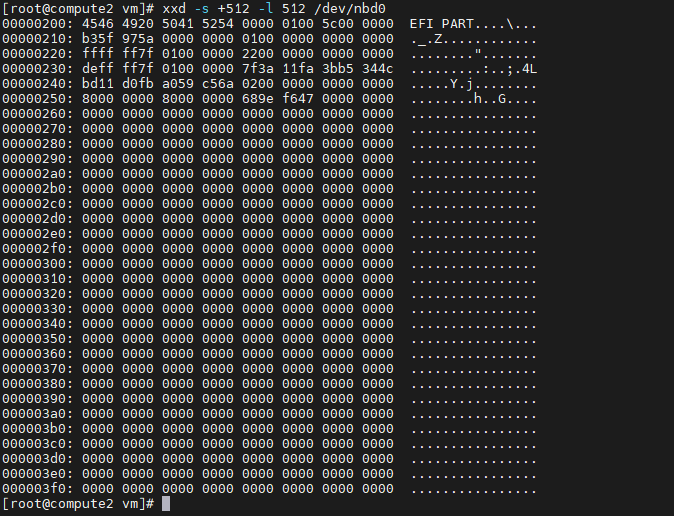 [root@compute2 vm]# xxd -s +512 -l 512 /dev/nbd0
00000200: 4546 4920 5041 5254 0000 0100 5c00 0000  EFI PART....\...
00000210: b35f 975a 0000 0000 0100 0000 0000 0000  ._.Z............
00000220: ffff ff7f 0100 0000 2200 0000 0000 0000  ........".......
00000230: deff ff7f 0100 0000 7f3a 11fa 3bb5 344c  .........:..;.4L
00000240: bd11 d0fb a059 c56a 0200 0000 0000 0000  .....Y.j........
00000250: 8000 0000 8000 0000 689e f647 0000 0000  ........h..G....
00000260: 0000 0000 0000 0000 0000 0000 0000 0000  ................
00000270: 0000 0000 0000 0000 0000 0000 0000 0000  ................
00000280: 0000 0000 0000 0000 0000 0000 0000 0000  ................
00000290: 0000 0000 0000 0000 0000 0000 0000 0000  ................
000002a0: 0000 0000 0000 0000 0000 0000 0000 0000  ................
000002b0: 0000 0000 0000 0000 0000 0000 0000 0000  ................
000002c0: 0000 0000 0000 0000 0000 0000 0000 0000  ................
000002d0: 0000 0000 0000 0000 0000 0000 0000 0000  ................
000002e0: 0000 0000 0000 0000 0000 0000 0000 0000  ................
000002f0: 0000 0000 0000 0000 0000 0000 0000 0000  ................
00000300: 0000 0000 0000 0000 0000 0000 0000 0000  ................
00000310: 0000 0000 0000 0000 0000 0000 0000 0000  ................
00000320: 0000 0000 0000 0000 0000 0000 0000 0000  ................
00000330: 0000 0000 0000 0000 0000 0000 0000 0000  ................
00000340: 0000 0000 0000 0000 0000 0000 0000 0000  ................
00000350: 0000 0000 0000 0000 0000 0000 0000 0000  ................
00000360: 0000 0000 0000 0000 0000 0000 0000 0000  ................
00000370: 0000 0000 0000 0000 0000 0000 0000 0000  ................
00000380: 0000 0000 0000 0000 0000 0000 0000 0000  ................
00000390: 0000 0000 0000 0000 0000 0000 0000 0000  ................
000003a0: 0000 0000 0000 0000 0000 0000 0000 0000  ................
000003b0: 0000 0000 0000 0000 0000 0000 0000 0000  ................
000003c0: 0000 0000 0000 0000 0000 0000 0000 0000  ................
000003d0: 0000 0000 0000 0000 0000 0000 0000 0000  ................
000003e0: 0000 0000 0000 0000 0000 0000 0000 0000  ................
000003f0: 0000 0000 0000 0000 0000 0000 0000 0000  ................
[root@compute2 vm]#